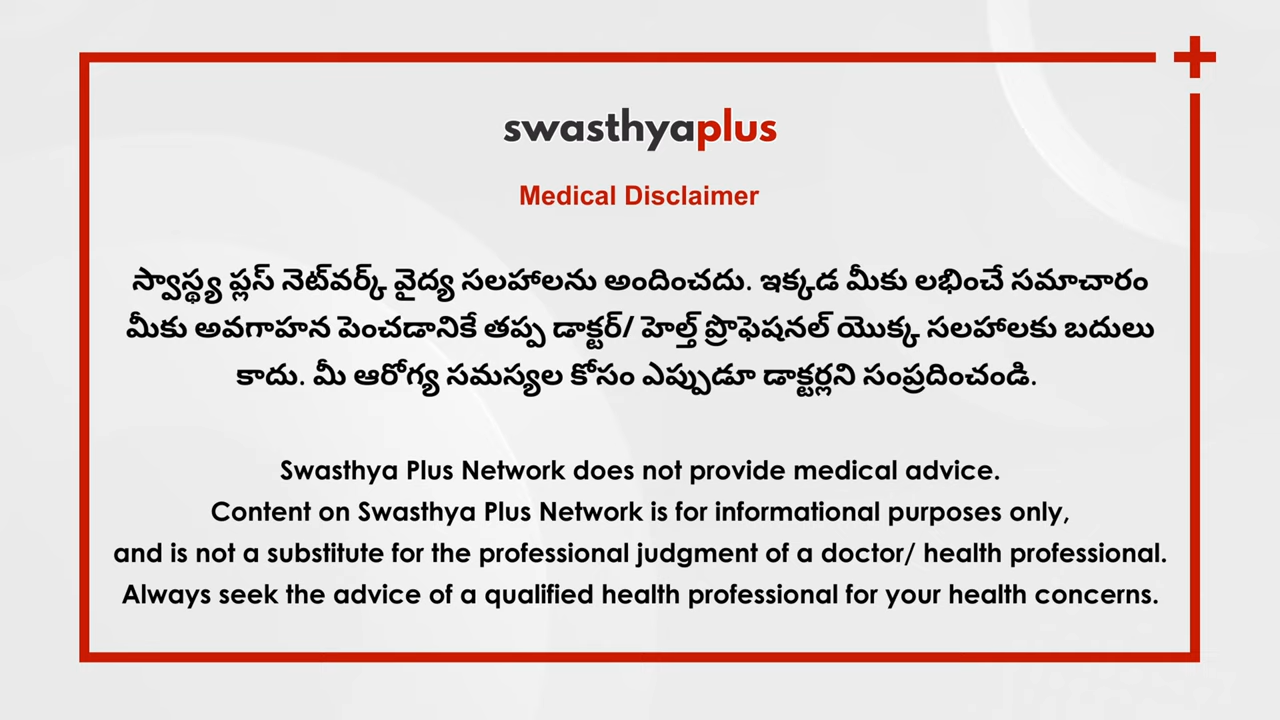 swasthyaplus
Medical Disclaimer
స్వాస్థ్య ప్లస్ నెట్‌వర్క్ వైద్య సలహాలను అందించదు. ఇక్కడ మీకు లభించే సమాచారం
మీకు అవగాహన పెంచడానికే తప్ప డాక్టర్/ హెల్త్ ప్రొఫెషనల్ యొక్క సలహాలకు బదులు
కాదు. మీ ఆరోగ్య సమస్యల కోసం ఎప్పుడూ డాక్టర్లని సంప్రదించండి.
Swasthya Plus Network does not provide medical advice.
Content on Swasthya Plus Network is for informational purposes only,
and is not a substitute for the professional judgment of a doctor/ health professional.
Always seek the advice of a qualified health professional for your health concerns.